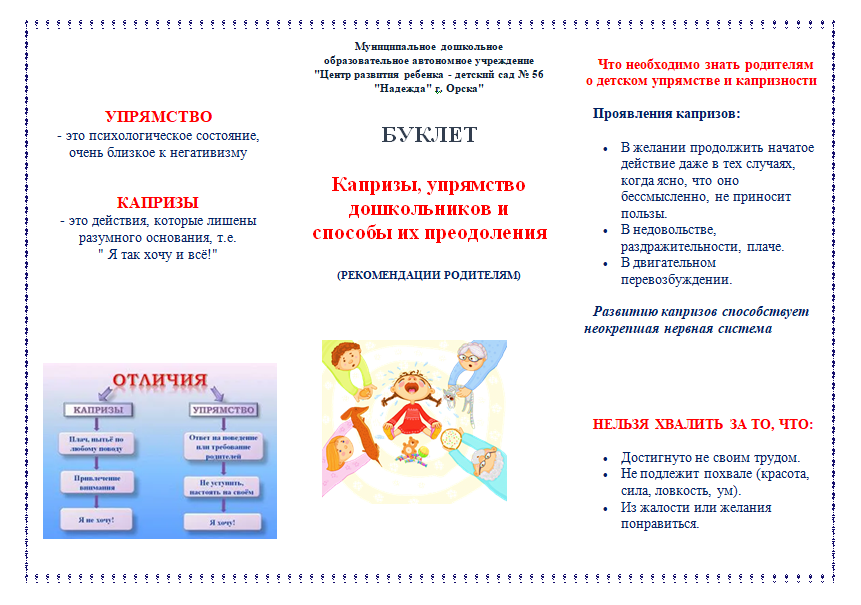 УПРЯМСТВО
- это психологическое состояние,
очень близкое к негативизму
КАПРИЗЫ
- это действия, которые лишены
разумного основания, т.е.
" Я так хочу и всё!"
ОТЛИЧИЯ
КАПРИЗЫ
Плач, нытьё по
любому поводу
Привлечение
внимания
Я не хочу!
УПРЯМСТВО
Ответ на поведение
или требование
родителей
Не уступить,
настоять на своём
Я хочу!
Муниципальное дошкольное
образовательное автономное учреждение
"Центр развития ребенка - детский сад № 56
"Надежда" г. Орска"
БУКЛЕТ
Капризы, упрямство
дошкольников и
способы их преодоления
(РЕКОМЕНДАЦИИ РОДИТЕЛЯМ)
Что необходимо знать родителям
о детском упрямстве и капризности
Проявления капризов:
• В желании продолжить начатое
действие даже в тех случаях,
когда ясно, что оно
бессмысленно, не приносит
пользы.
• В недовольстве,
раздражительности, плаче.
• В двигательном
перевозбуждении.
Развитию капризов способствует
неокрепшая нервная система
НЕЛЬЗЯ ХВАЛИТЬ ЗА ТО, ЧТО:
• Достигнуто не своим трудом.
• Не подлежит похвале (красота,
сила, ловкость, ум).
• Из жалости или желания
понравиться.